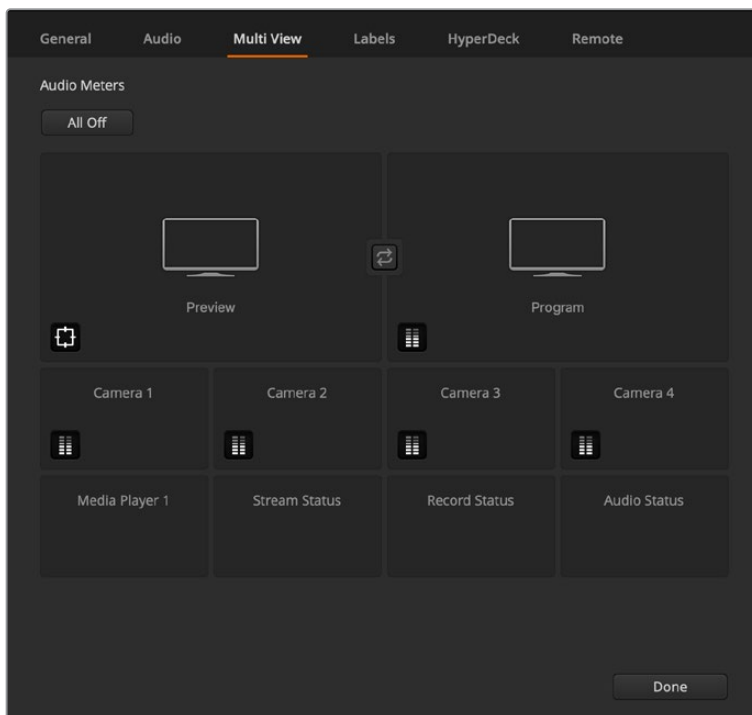 General Audio Multi View Labels HyperDeck Remote
Audio Meters
All Off
Preview Program
Camera 1 Camera 2 Camera 3 Camera 4
Media Player 1 Stream Status Record Status Audio Status
Done